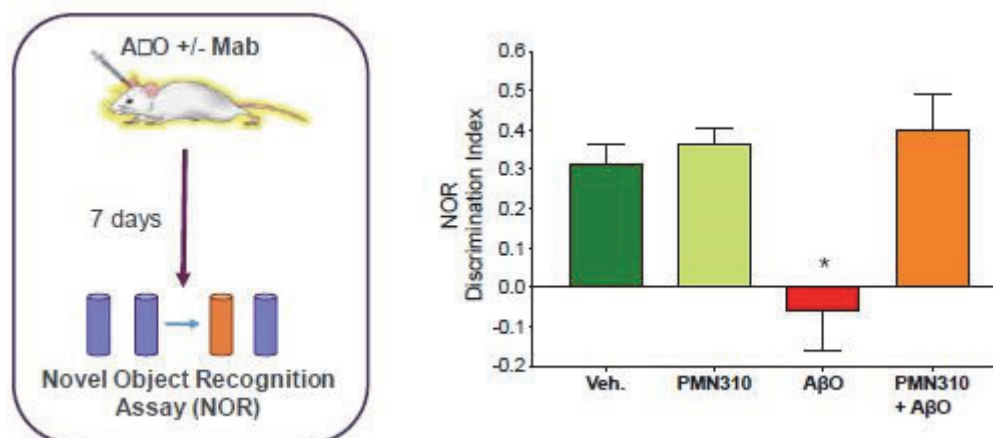 A□O +/- Mab
7 days
Novel Object Recognition
Assay (NOR)
NOR
Discrimination Index
0.6
0.5
0.4
0.3
0.2
0.1
0.0
-0.1
-0.2
*
Veh.
PMN310
AβO
PMN310
+ AβO